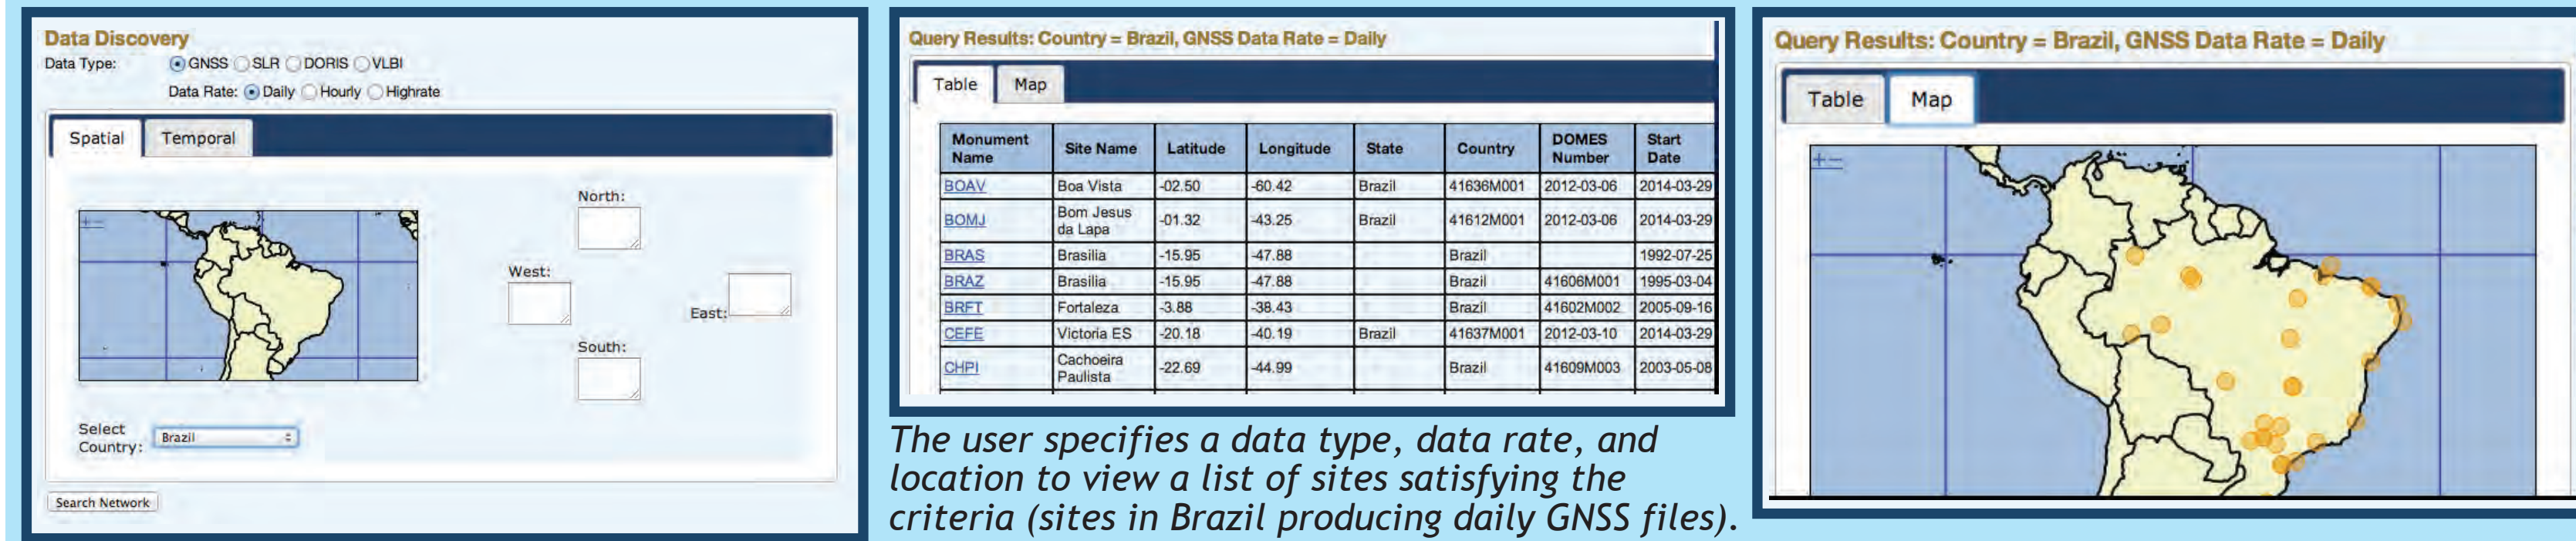 Data Discovery
Data Type: GNSS SLR DORIS VLBI
Data Rate: Daily Hourly Highrate
Spatial Temporal
+ −
North:
West:
East:
South:
Select
Country: Brazil
Search Network
Query Results: Country = Brazil, GNSS Data Rate = Daily
Table Map
Monument Name Site Name Latitude Longitude State Country DOMES Number Start Date
BOAV Boa Vista -02.50 -60.42 Brazil 41636M001 2012-03-06 2014-03-29
BOMJ Bom Jesus da Lapa -01.32 -43.25 Brazil 41612M001 2012-03-06 2014-03-29
BRAS Brasilia -15.95 -47.88 Brazil 1992-07-25
BRAZ Brasilia -15.95 -47.88 Brazil 41606M001 1995-03-04
BRFT Fortaleza -3.88 -38.43 Brazil 41602M002 2005-09-16
CEFE Victoria ES -20.18 -40.19 Brazil 41637M001 2012-03-10 2014-03-29
CHPI Cachoeira Paulista -22.69 -44.99 Brazil 41609M003 2003-05-08
The user specifies a data type, data rate, and
location to view a list of sites satisfying the
criteria (sites in Brazil producing daily GNSS files).
Query Results: Country = Brazil, GNSS Data Rate = Daily
Table Map
+ −